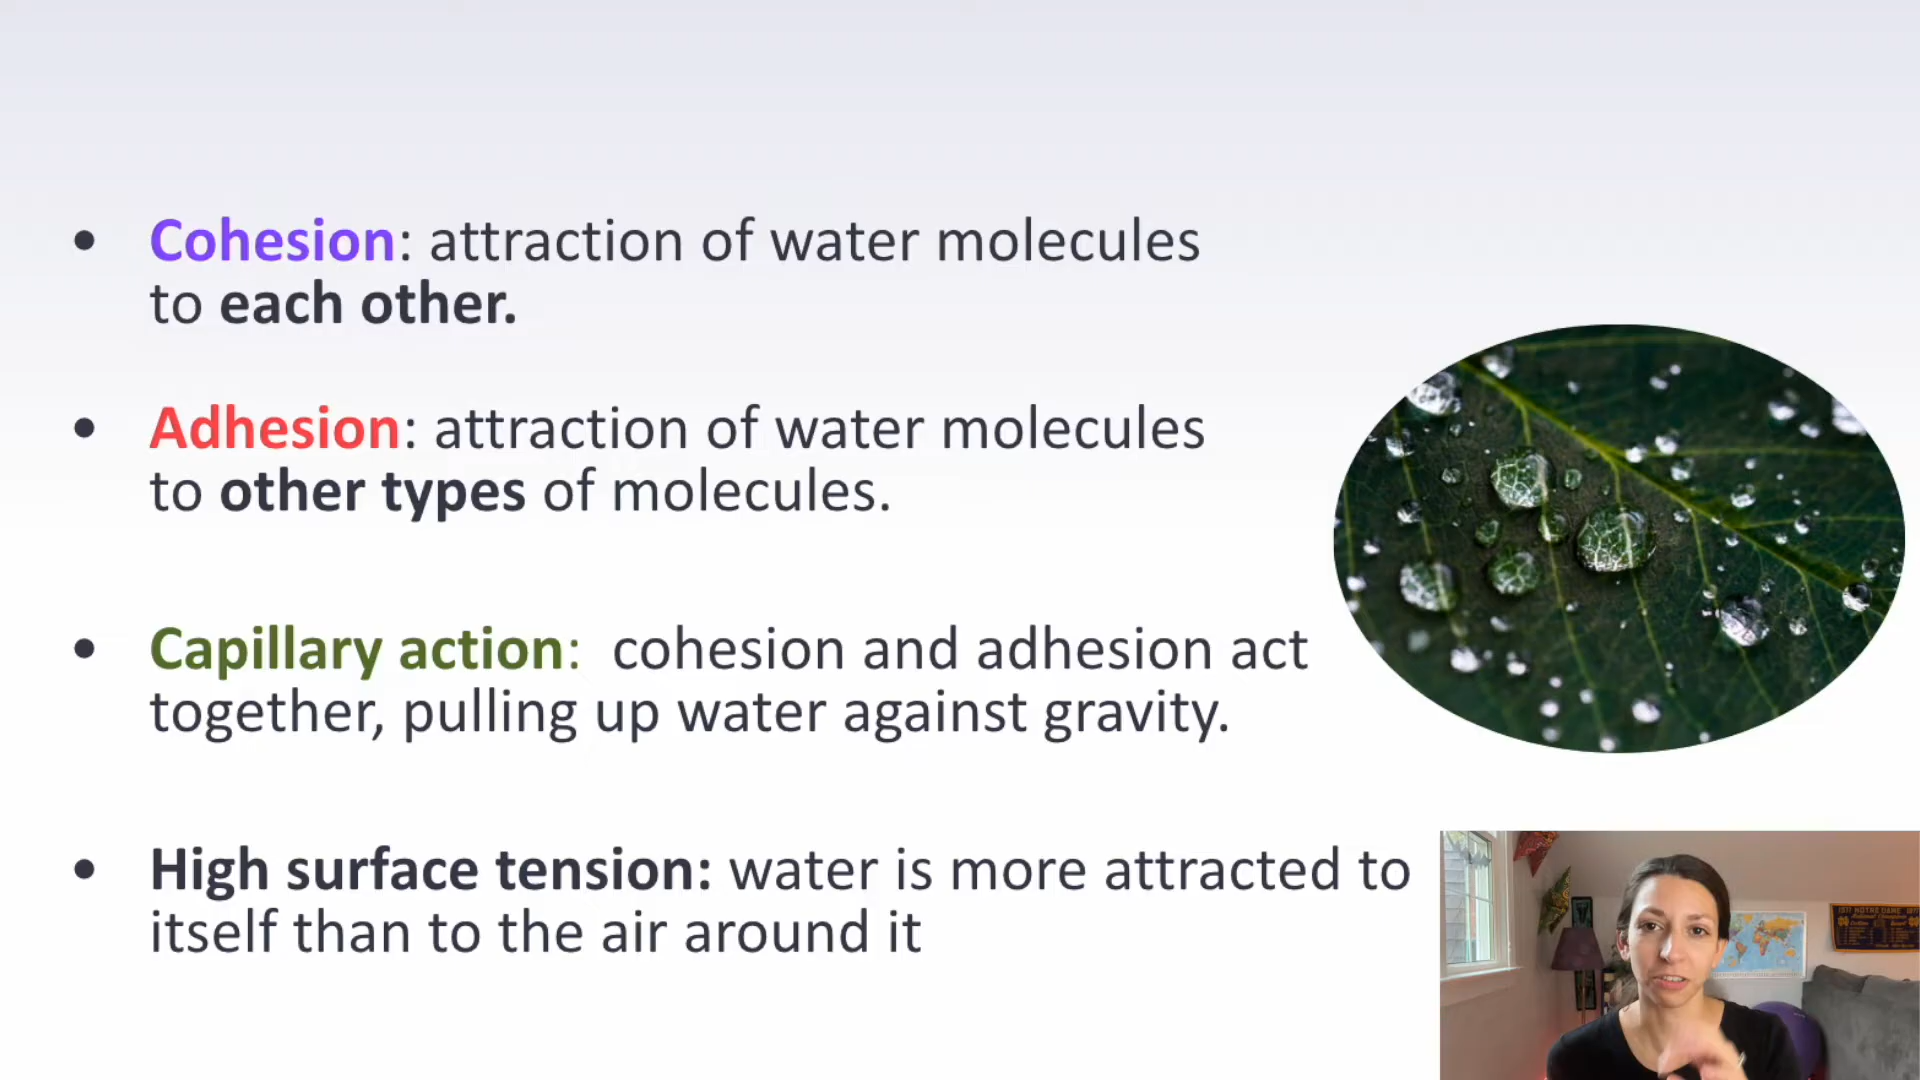 • Cohesion: attraction of water molecules
to each other.
• Adhesion: attraction of water molecules
to other types of molecules.
• Capillary action: cohesion and adhesion act
together, pulling up water against gravity.
• High surface tension: water is more attracted to
itself than to the air around it
NOTRE DAME